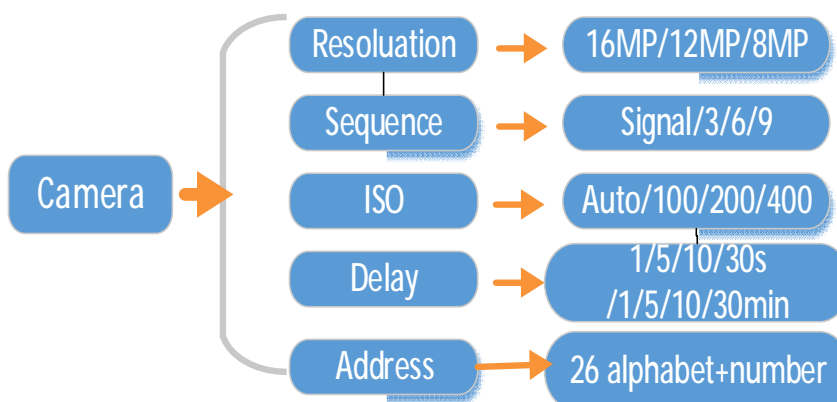 Resoluation
16MP/12MP/8MP
Sequence
Signal/3/6/9
Camera
ISO
Auto/100/200/400
Delay
1/5/10/30s
/1/5/10/30min
Address
26 alphabet+number